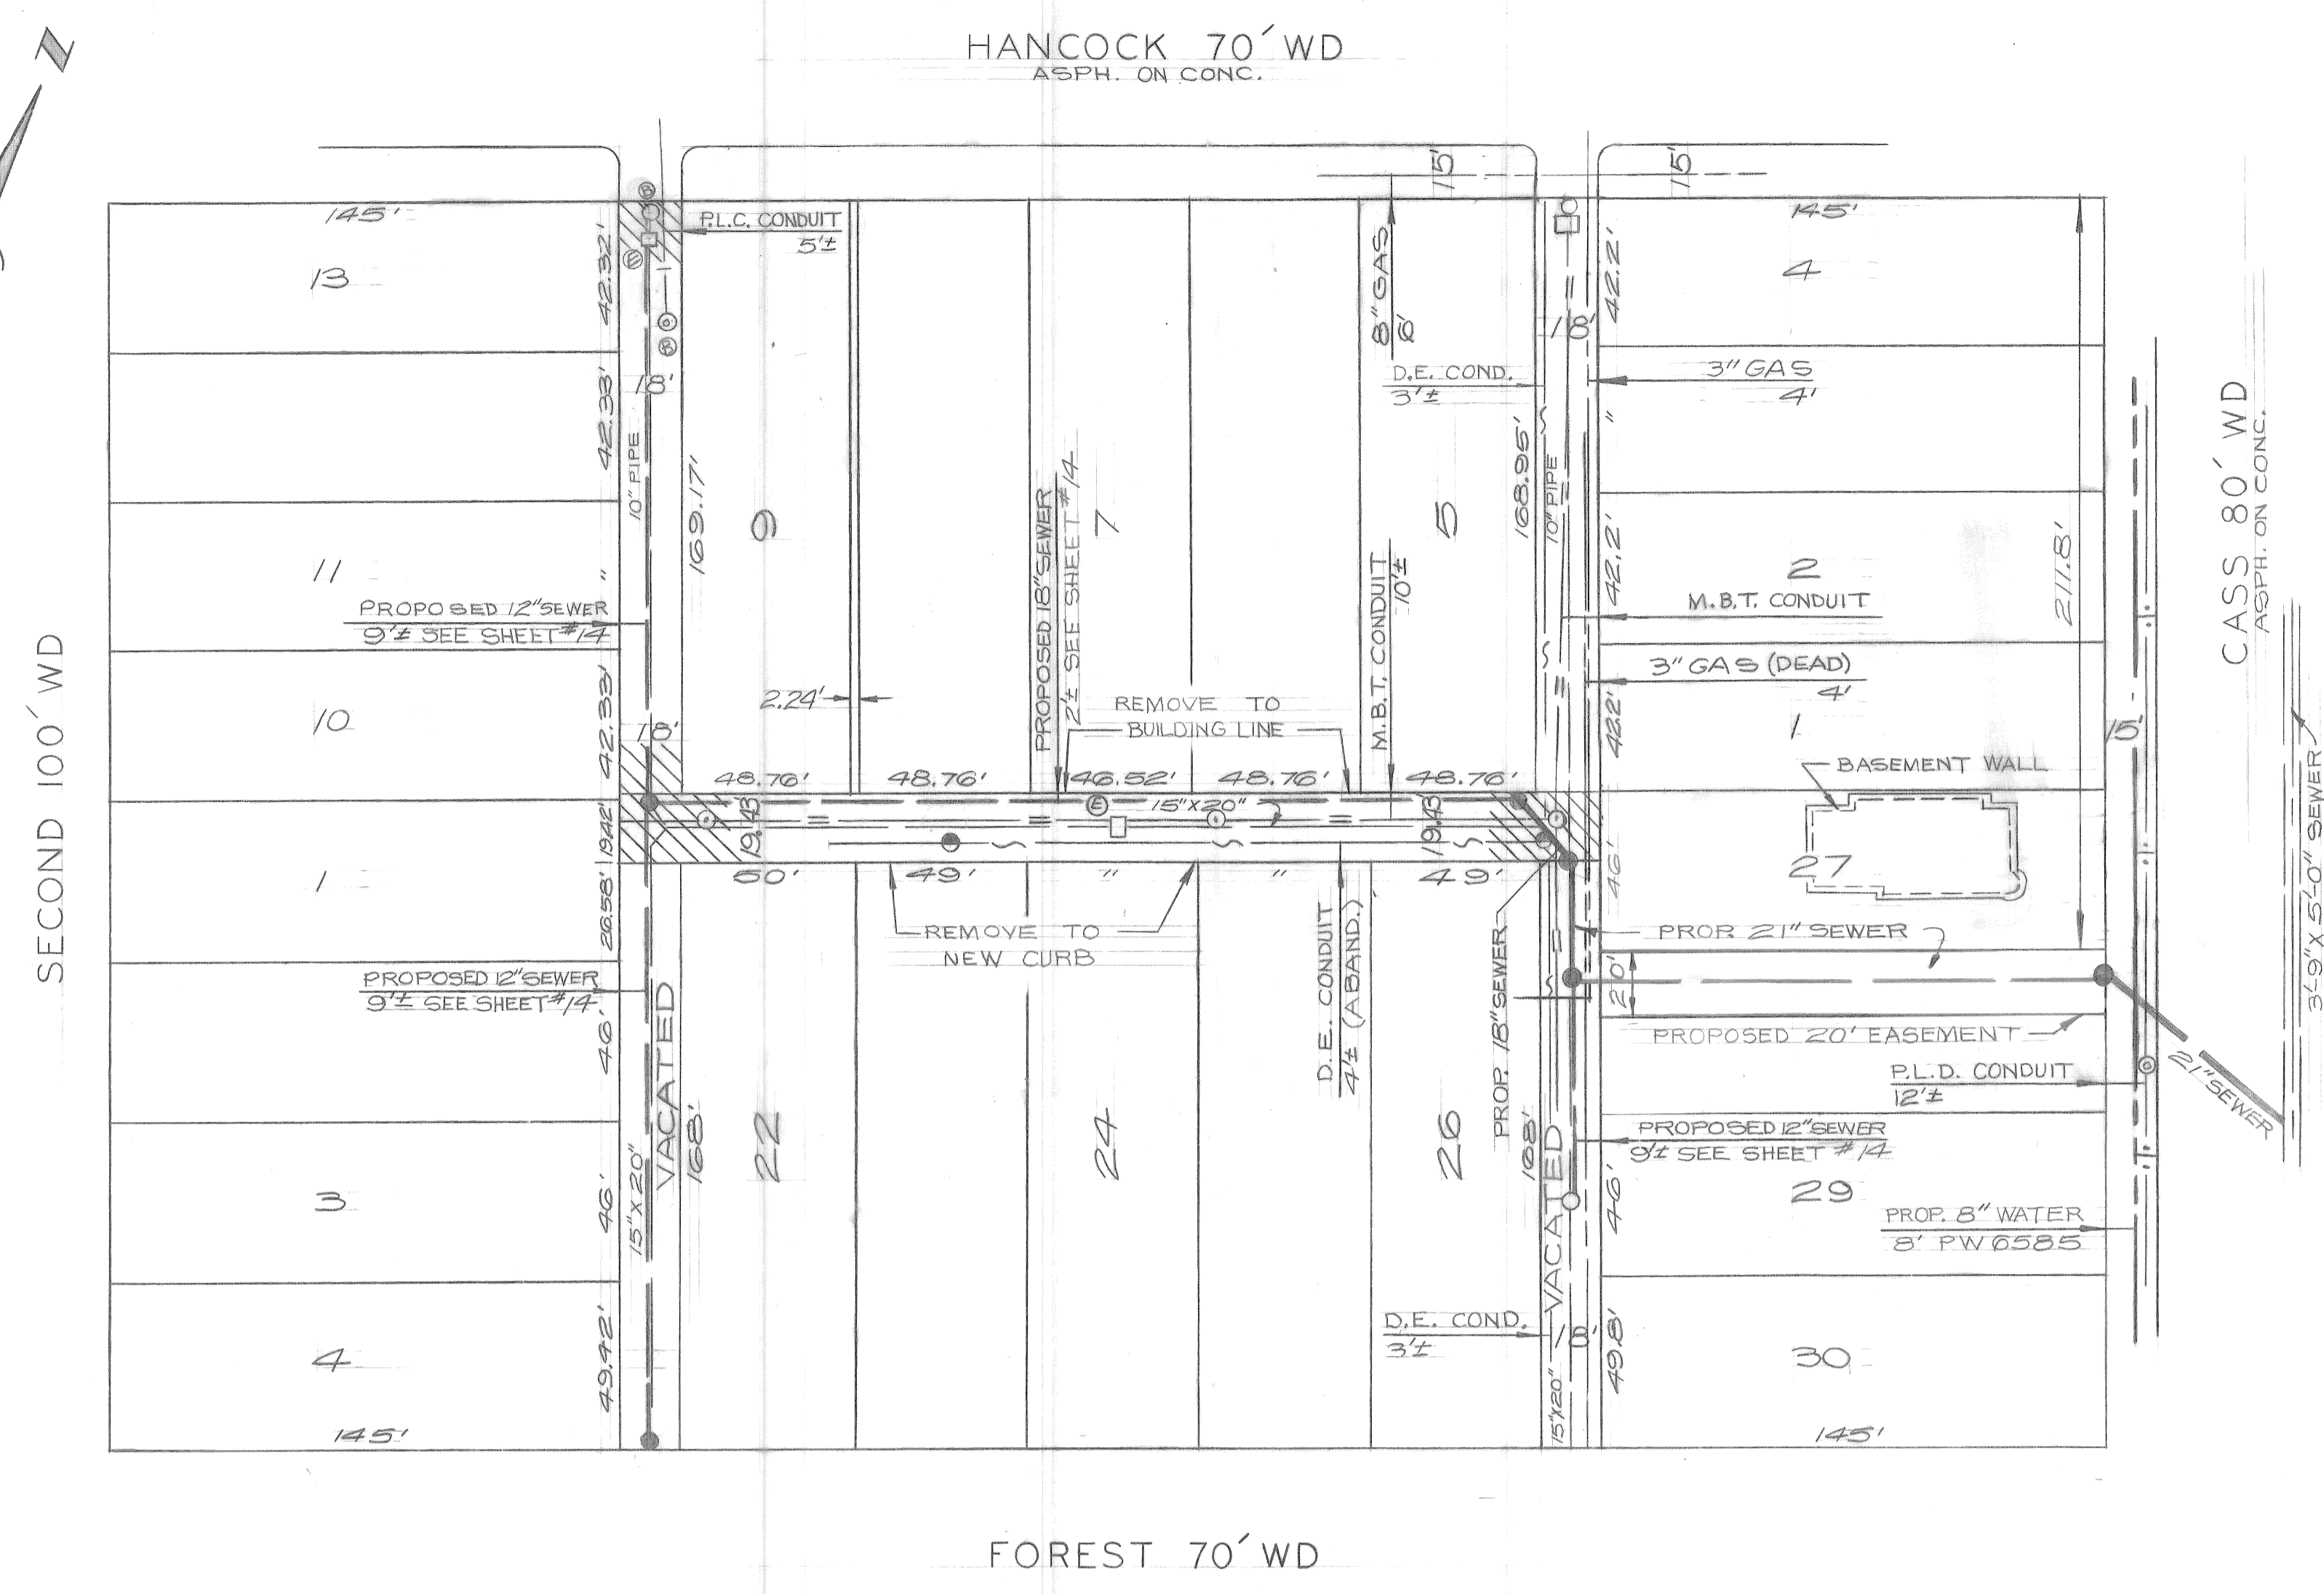 N
HANCOCK 70' WD
ASPH. ON CONC.
SECOND 100' WD
CASS 80' WD
ASPH. ON CONC.
FOREST 70' WD
145'
13
42.32'
42.33'
11
"
PROPOSED 12" SEWER
9'± SEE SHEET #14
10
42.33'
1
19.42'
26.58'
PROPOSED 12" SEWER
9'± SEE SHEET #14
46'
3
46'
4
49.42'
145'
B
E
B
18'
10" PIPE
18'
15"X20"
VACATED
P.L.C. CONDUIT
5'±
169.17'
9
2.24'
7
PROPOSED 18" SEWER
2'± SEE SHEET #14
REMOVE TO
BUILDING LINE
8" GAS
6'
15'
15'
D.E. COND.
3'±
5
168.95'
M.B.T. CONDUIT
10'±
10" PIPE
18'
48.76'
48.76'
46.52'
48.76'
48.76'
19.43'
E
15"X20"
19.43'
50'
49'
"
"
49'
REMOVE TO
NEW CURB
D.E. CONDUIT
4'± (ABAND.)
168'
22
24
26
168'
PROP. 18" SEWER
VACATED
D.E. COND.
3'±
18'
15"X20"
145'
4
42.2'
3" GAS
4'
"
2
42.2'
M.B.T. CONDUIT
3" GAS (DEAD)
4'
42.2'
1
211.8'
BASEMENT WALL
27
46'
PROP. 21" SEWER
20'
PROPOSED 20' EASEMENT
P.L.D. CONDUIT
12'±
PROPOSED 12" SEWER
9'± SEE SHEET #14
29
46'
PROP. 8" WATER
8' PW 6585
30
49.8'
145'
15'
21" SEWER
3'-9" X 5'-0" SEWER